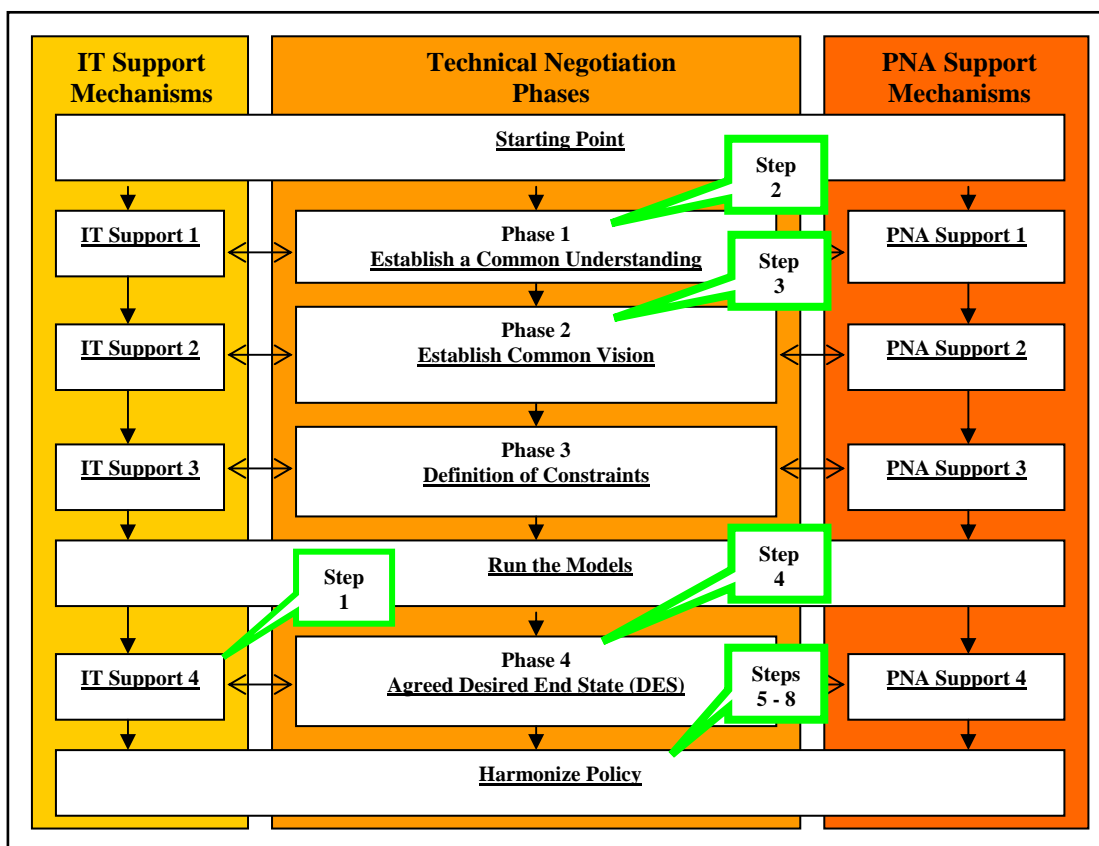 IT Support
Mechanisms
Technical Negotiation
Phases
PNA Support
Mechanisms
Starting Point
Step
2
IT Support 1
Phase 1
Establish a Common Understanding
PNA Support 1
Step
3
IT Support 2
Phase 2
Establish Common Vision
PNA Support 2
IT Support 3
Phase 3
Definition of Constraints
PNA Support 3
Run the Models
Step
1
Step
4
IT Support 4
Phase 4
Agreed Desired End State (DES)
Steps
5 - 8
PNA Support 4
Harmonize Policy